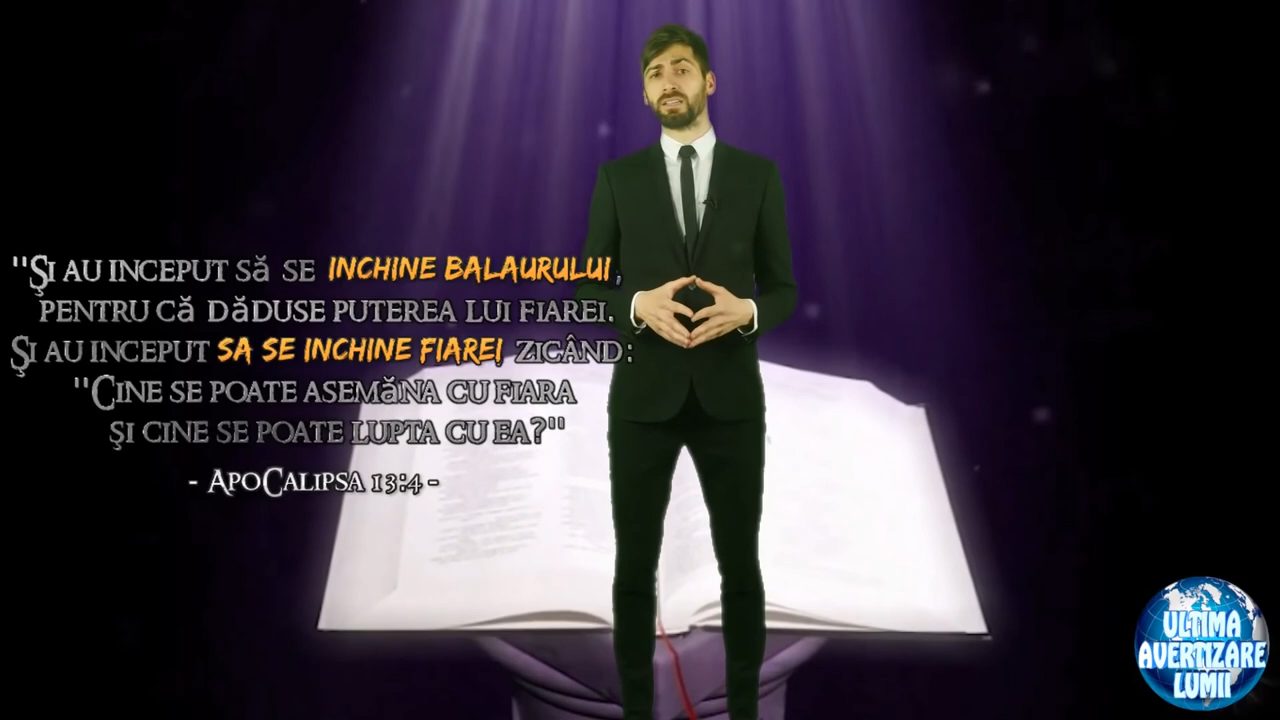 "Şi au inceput să se INCHINE BALAURULUI,
pentru că dăduse puterea lui fiarei.
Şi au inceput SA SE INCHINE FIAREI zicând:
"Cine se poate asemăna cu fiara
şi cine se poate lupta cu ea?"
- ApoCalipsa 13:4 -
ULTIMA
AVERTIZARE
LUMII